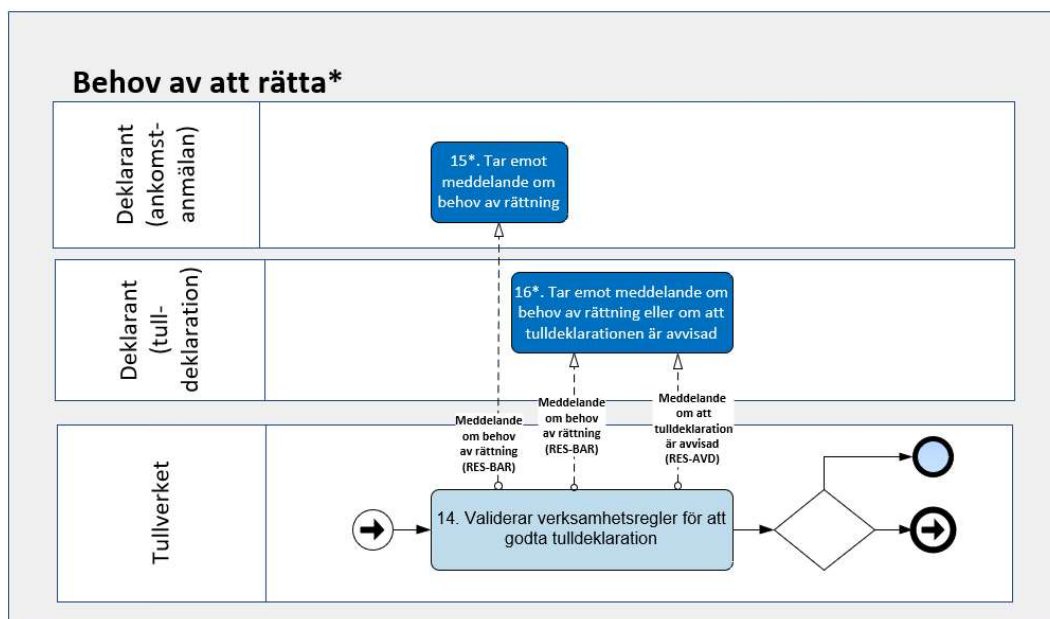 Behov av att rätta*
Deklarant
(ankomst-
anmälan)
15*. Tar emot
meddelande om
behov av rättning
Deklarant
(tull-
deklaration)
16*. Tar emot meddelande om
behov av rättning eller om att
tulldeklarationen är avvisad
Meddelande
om behov
av rättning
(RES-BAR)
Meddelande
om behov
av rättning
(RES-BAR)
Meddelande
om att
tulldeklaration
är avvisad
(RES-AVD)
Tullverket
14. Validerar verksamhetsregler för att
godta tulldeklaration